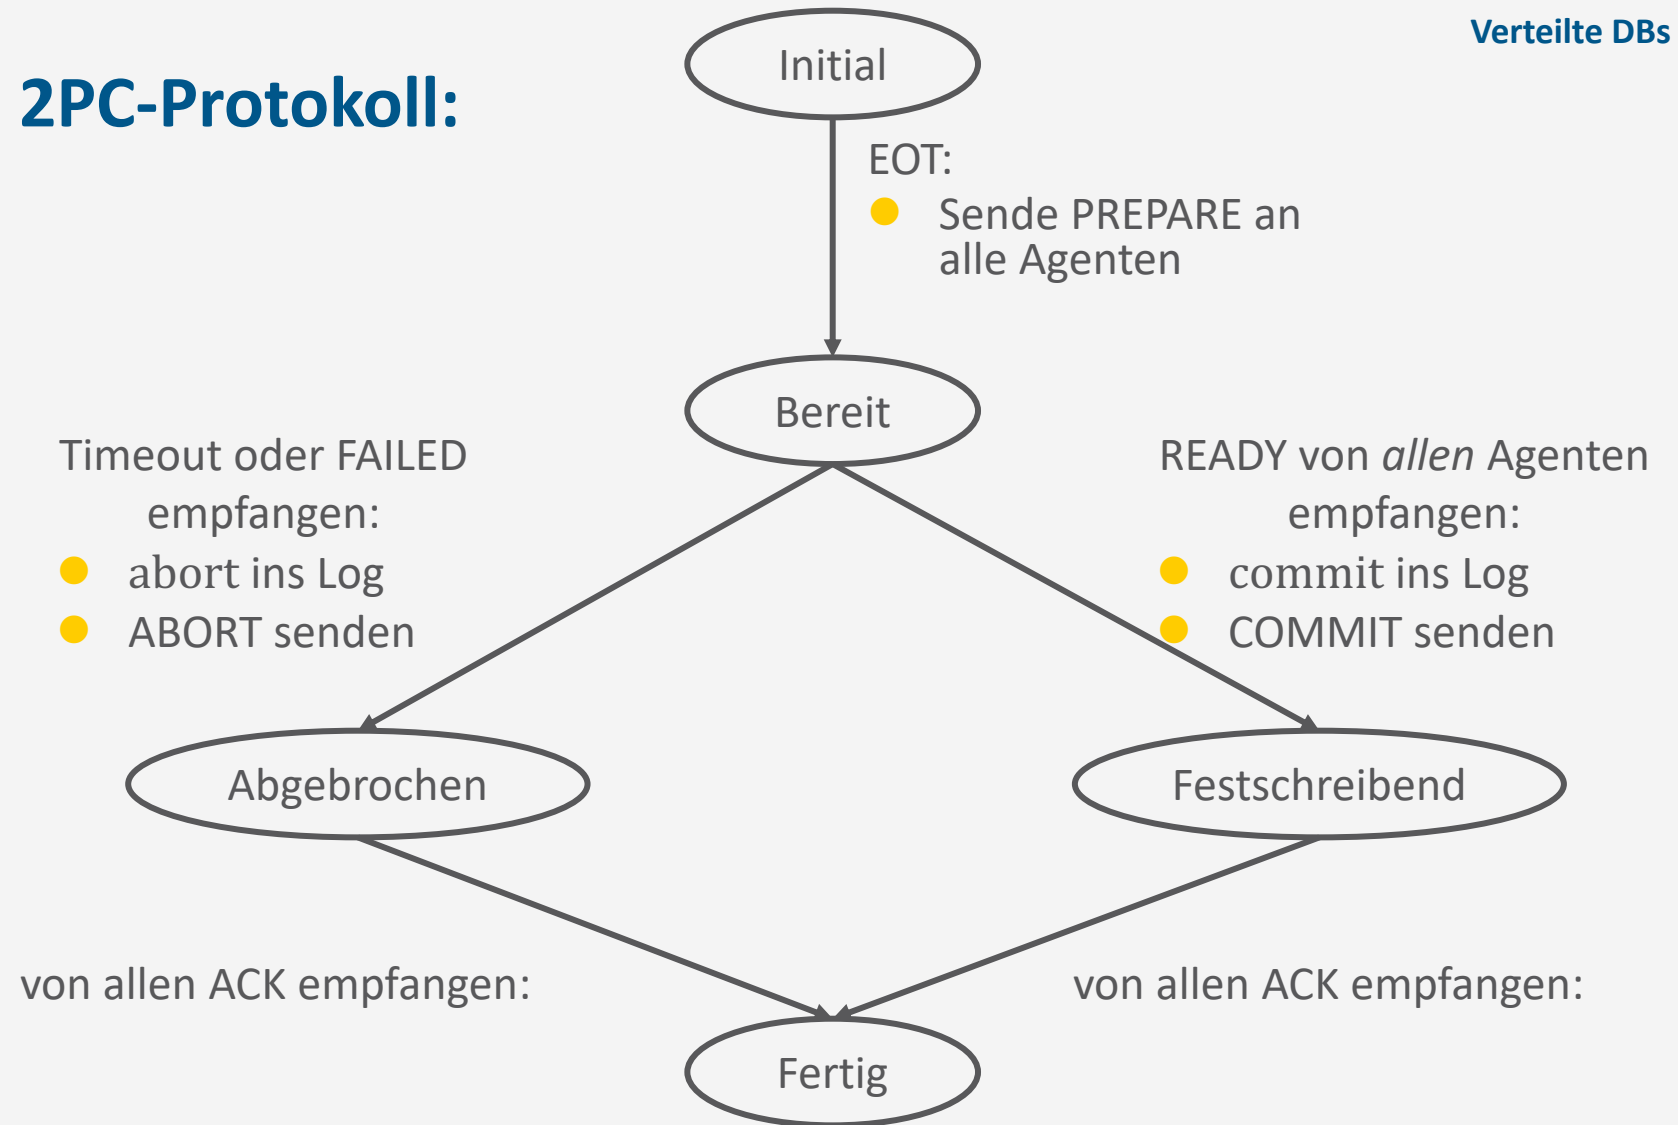 Verteilte DBs
2PC-Protokoll:
Initial
EOT:
Sende PREPARE an
alle Agenten
Bereit
Timeout oder FAILED
empfangen:
abort ins Log
ABORT senden
READY von allen Agenten
empfangen:
commit ins Log
COMMIT senden
Abgebrochen
Festschreibend
von allen ACK empfangen:
von allen ACK empfangen:
Fertig